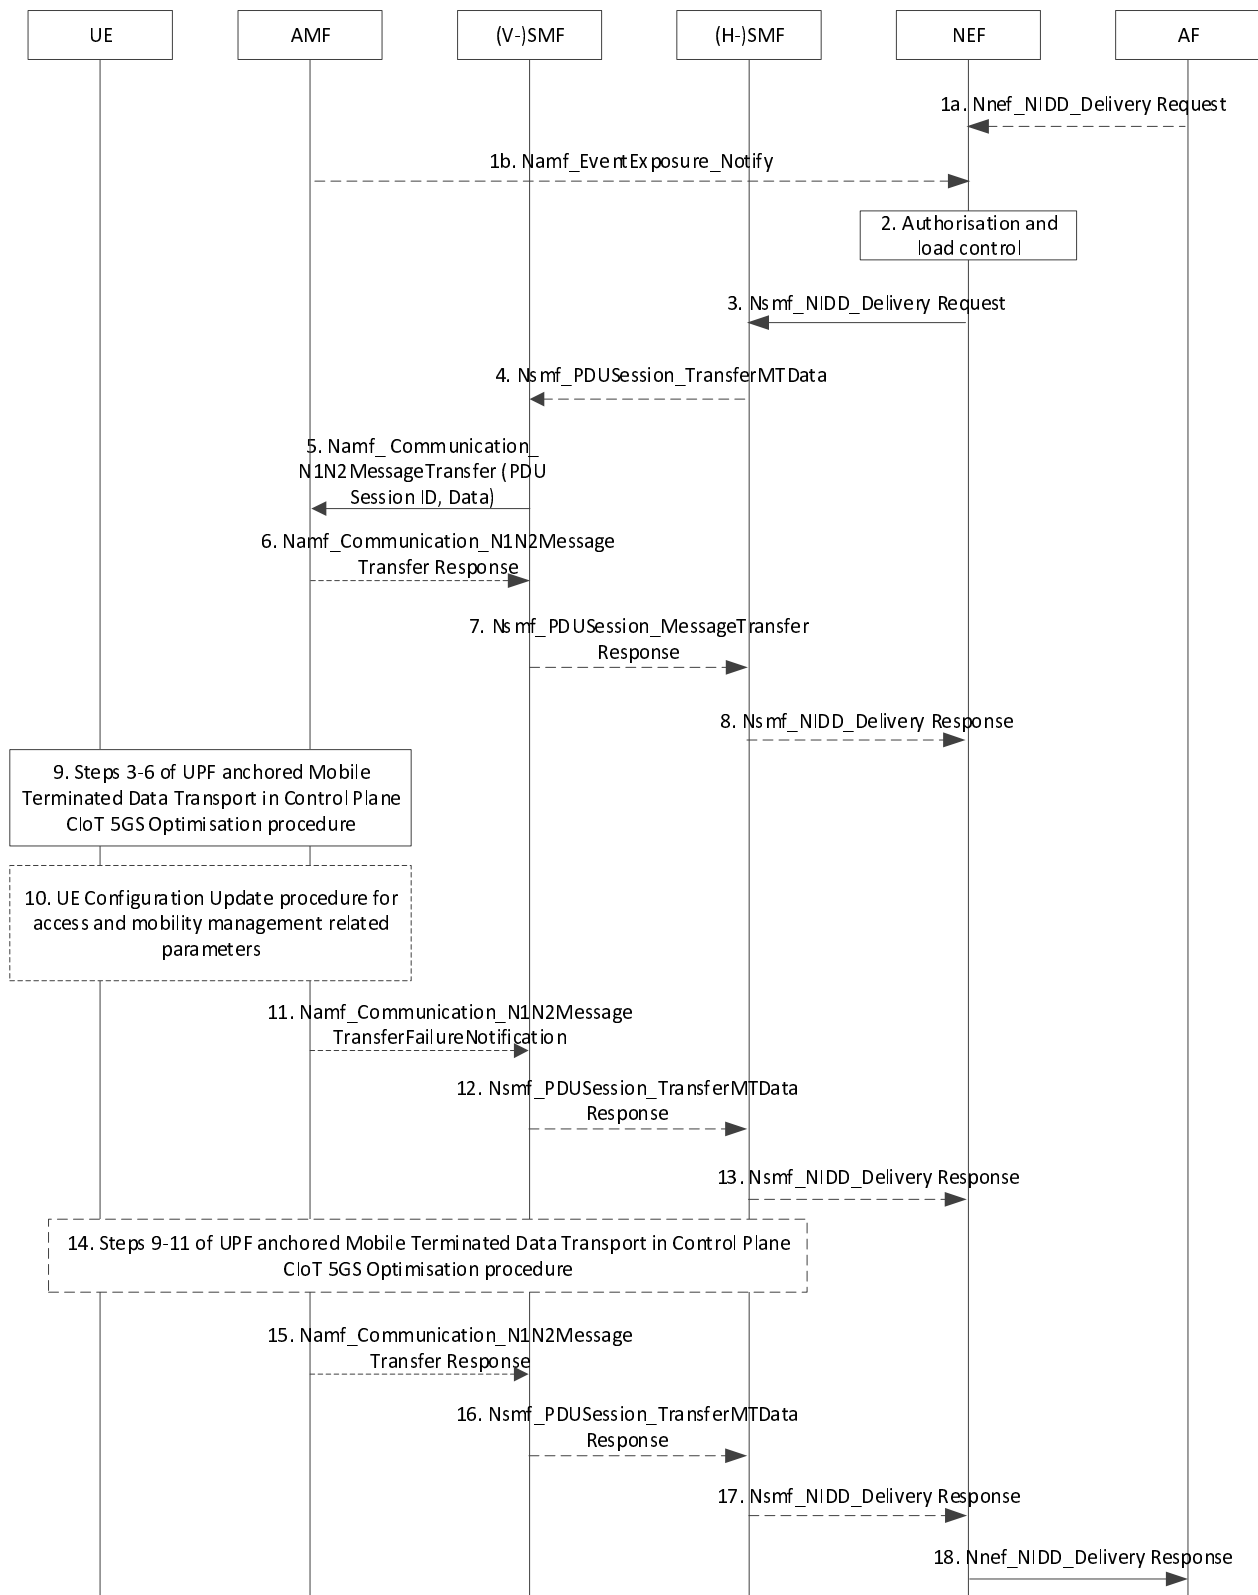 UE
AMF
(V-)SMF
(H-)SMF
NEF
AF
1a. Nnef_NIDD_Delivery Request
1b. Namf_EventExposure_Notify
2. Authorisation and
load control
3. Nsmf_NIDD_Delivery Request
4. Nsmf_PDUSession_TransferMTData
5. Namf_ Communication_
N1N2MessageTransfer (PDU
Session ID, Data)
6. Namf_Communication_N1N2Message
Transfer Response
7. Nsmf_PDUSession_MessageTransfer
Response
8. Nsmf_NIDD_Delivery Response
9. Steps 3-6 of UPF anchored Mobile
Terminated Data Transport in Control Plane
CIoT 5GS Optimisation procedure
10. UE Configuration Update procedure for
access and mobility management related
parameters
11. Namf_Communication_N1N2Message
TransferFailureNotification
12. Nsmf_PDUSession_TransferMTData
Response
13. Nsmf_NIDD_Delivery Response
14. Steps 9-11 of UPF anchored Mobile Terminated Data Transport in Control Plane
CIoT 5GS Optimisation procedure
15. Namf_Communication_N1N2Message
Transfer Response
16. Nsmf_PDUSession_TransferMTData
Response
17. Nsmf_NIDD_Delivery Response
18. Nnef_NIDD_Delivery Response